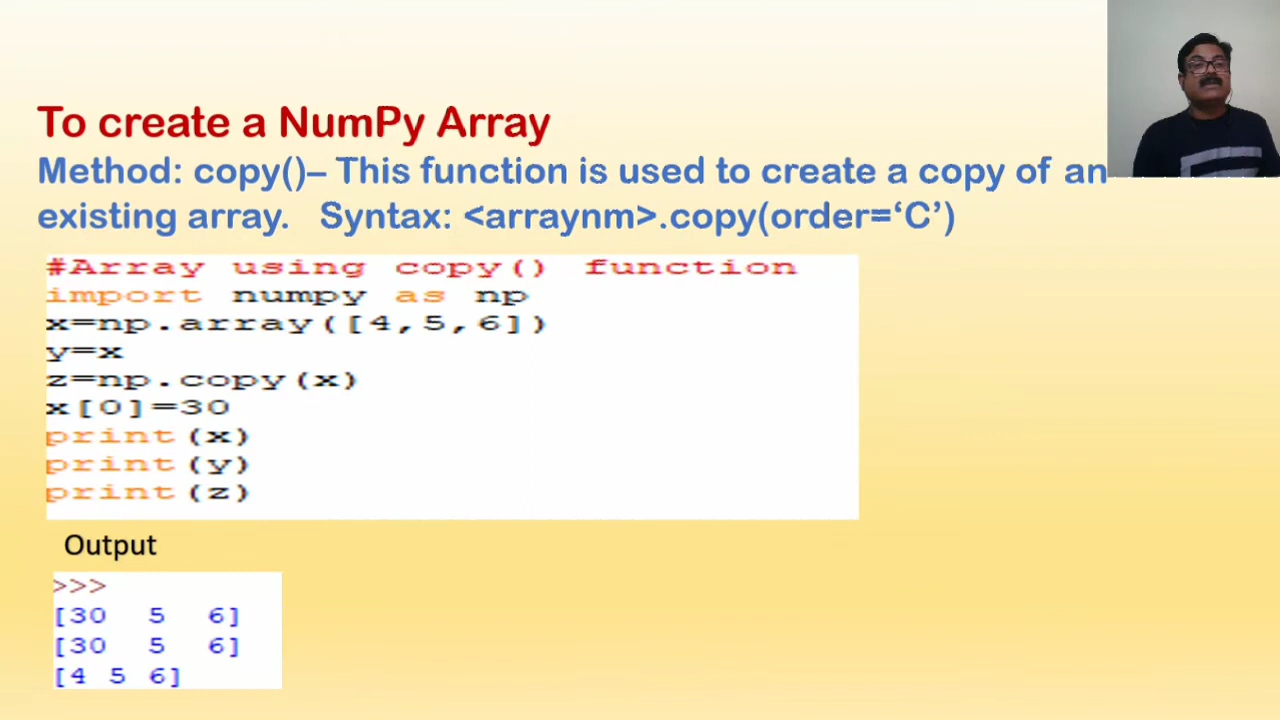 To create a NumPy Array
Method: copy()– This function is used to create a copy of an
existing array. Syntax: <arraynm>.copy(order=‘C’)
#Array using copy() function
import numpy as np
x=np.array([4,5,6])
y=x
z=np.copy(x)
x[0]=30
print(x)
print(y)
print(z)
Output
>>>
[30 5 6]
[30 5 6]
[4 5 6]